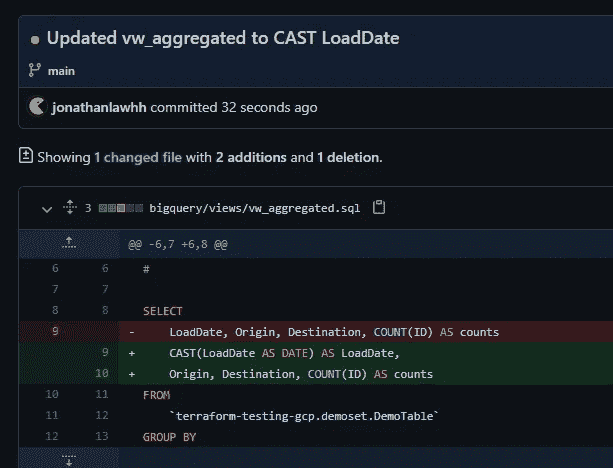 Updated vw_aggregated to CAST LoadDate
main
jonathanlawhh committed 32 seconds ago
Showing 1 changed file with 2 additions and 1 deletion.
3 bigquery/views/vw_aggregated.sql
@@ -6,7 +6,8 @@
6 6 #
7 7
8 8 SELECT
9 - LoadDate, Origin, Destination, COUNT(ID) AS counts
9 + CAST(LoadDate AS DATE) AS LoadDate,
10 + Origin, Destination, COUNT(ID) AS counts
10 11 FROM
11 12 `terraform-testing-gcp.demoset.DemoTable`
12 13 GROUP BY